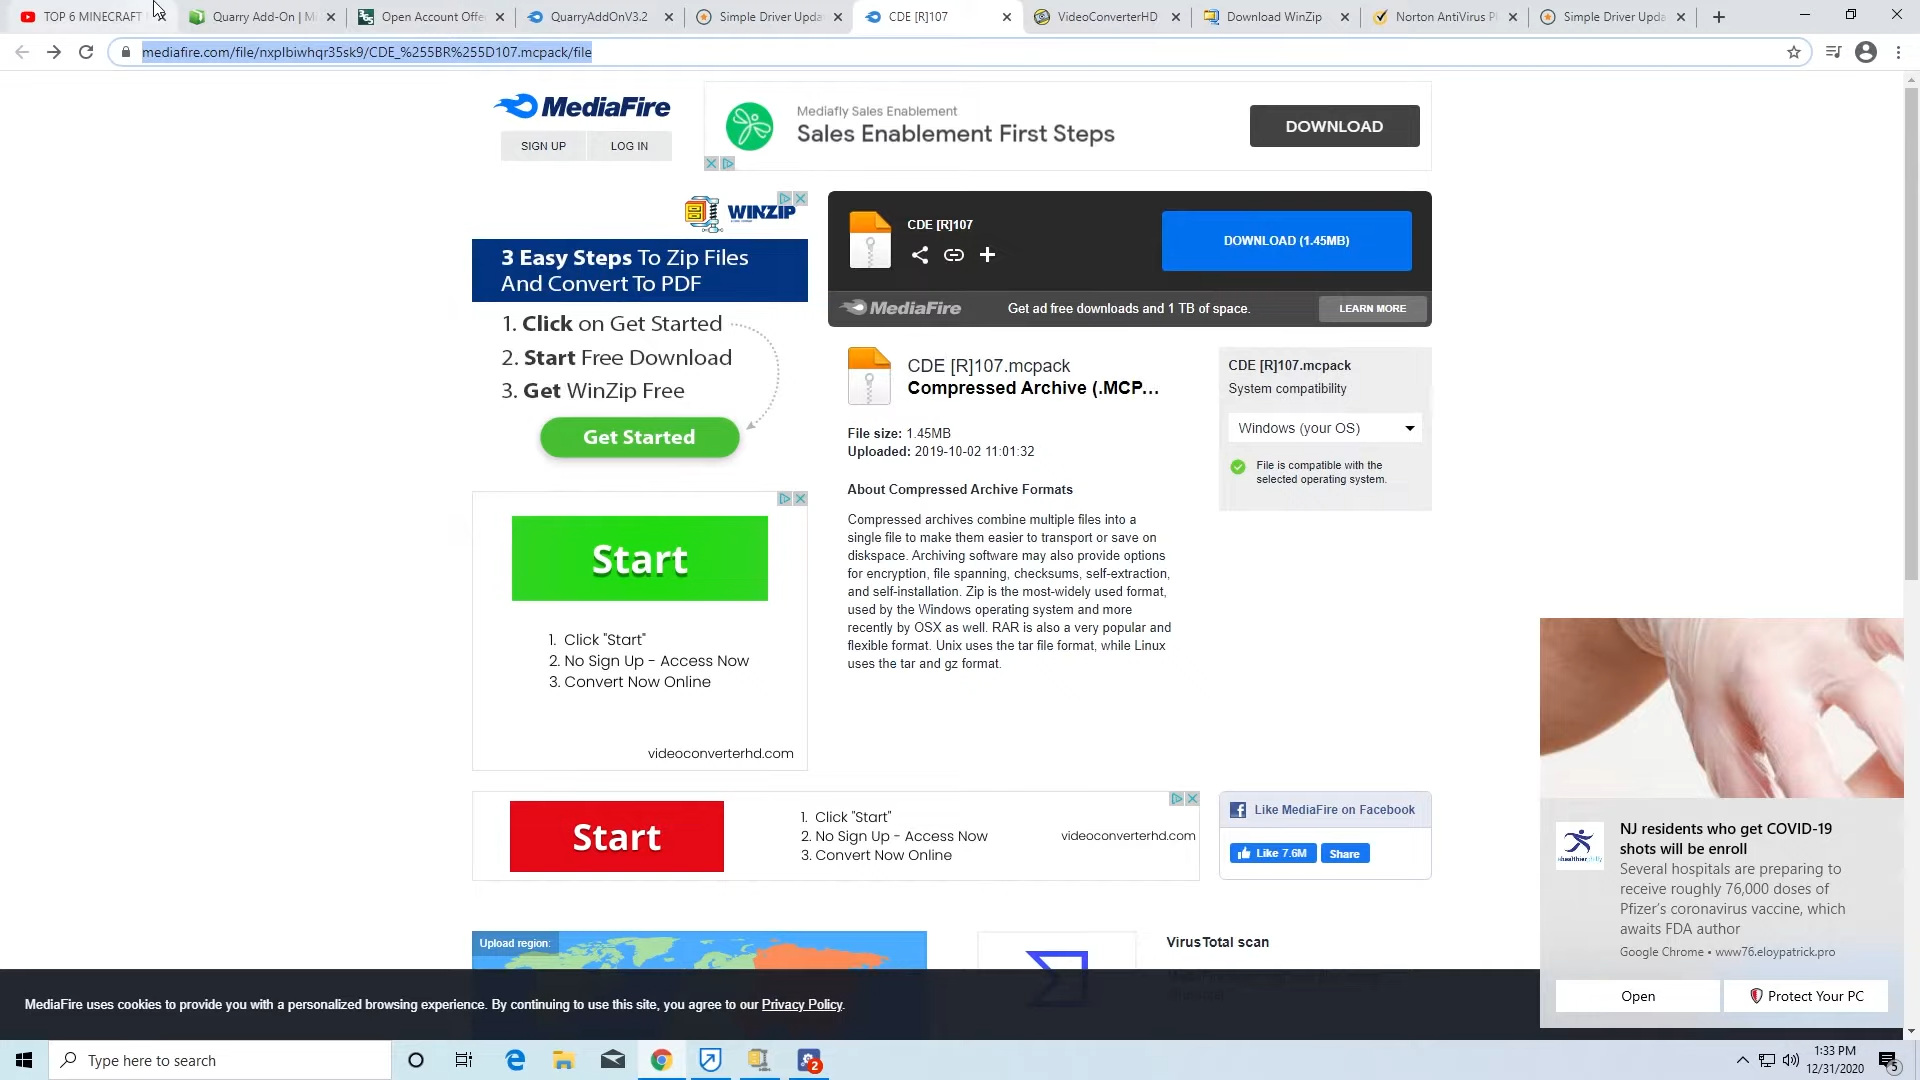 TOP 6 MINECRAFT
Quarry Add-On | Mi
Open Account Offe
QuarryAddOnV3.2
Simple Driver Upda
CDE [R]107
VideoConverterHD
Download WinZip
Norton AntiVirus Pl
Simple Driver Upda
mediafire.com/file/nxplbiwhqr35sk9/CDE_%255BR%255D107.mcpack/file
MediaFire
SIGN UP
LOG IN
Mediafly Sales Enablement
Sales Enablement First Steps
DOWNLOAD
WINZIP
3 Easy Steps To Zip Files
And Convert To PDF
1. Click on Get Started
2. Start Free Download
3. Get WinZip Free
Get Started
CDE [R]107
DOWNLOAD (1.45MB)
MediaFire
Get ad free downloads and 1 TB of space.
LEARN MORE
CDE [R]107.mcpack
Compressed Archive (.MCP...
File size: 1.45MB
Uploaded: 2019-10-02 11:01:32
About Compressed Archive Formats
Compressed archives combine multiple files into a
single file to make them easier to transport or save on
diskspace. Archiving software may also provide options
for encryption, file spanning, checksums, self-extraction,
and self-installation. Zip is the most-widely used format,
used by the Windows operating system and more
recently by OSX as well. RAR is also a very popular and
flexible format. Unix uses the tar file format, while Linux
uses the tar and gz format.
CDE [R]107.mcpack
System compatibility
Windows (your OS)
File is compatible with the
selected operating system.
Start
1. Click "Start"
2. No Sign Up - Access Now
3. Convert Now Online
videoconverterhd.com
Start
1. Click "Start"
2. No Sign Up - Access Now
3. Convert Now Online
videoconverterhd.com
Like MediaFire on Facebook
Like 7.6M
Share
Upload region:
VirusTotal scan
NJ residents who get COVID-19
shots will be enroll
Several hospitals are preparing to
receive roughly 76,000 doses of
Pfizer's coronavirus vaccine, which
awaits FDA author
Google Chrome • www76.eloypatrick.pro
Open
Protect Your PC
MediaFire uses cookies to provide you with a personalized browsing experience. By continuing to use this site, you agree to our Privacy Policy.
Type here to search
2
1:33 PM
12/31/2020
5